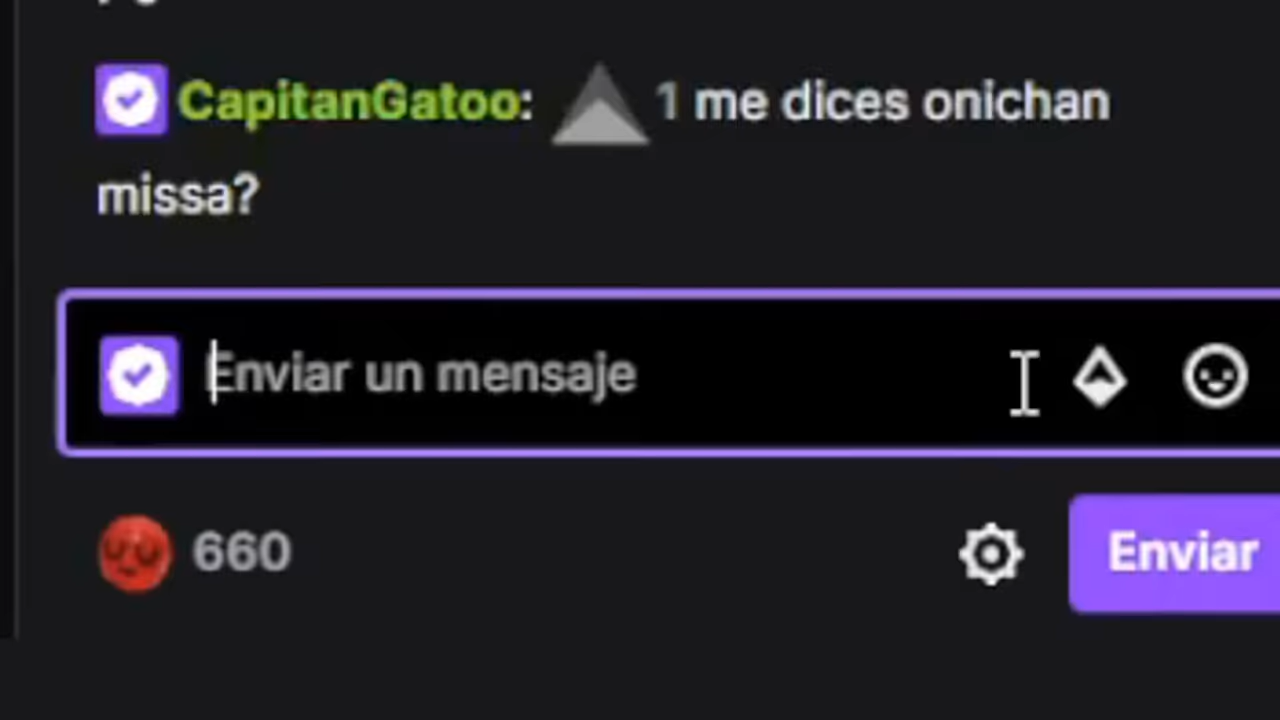 CapitanGatoo: 1 me dices onichan
missa?
Enviar un mensaje
660
Enviar